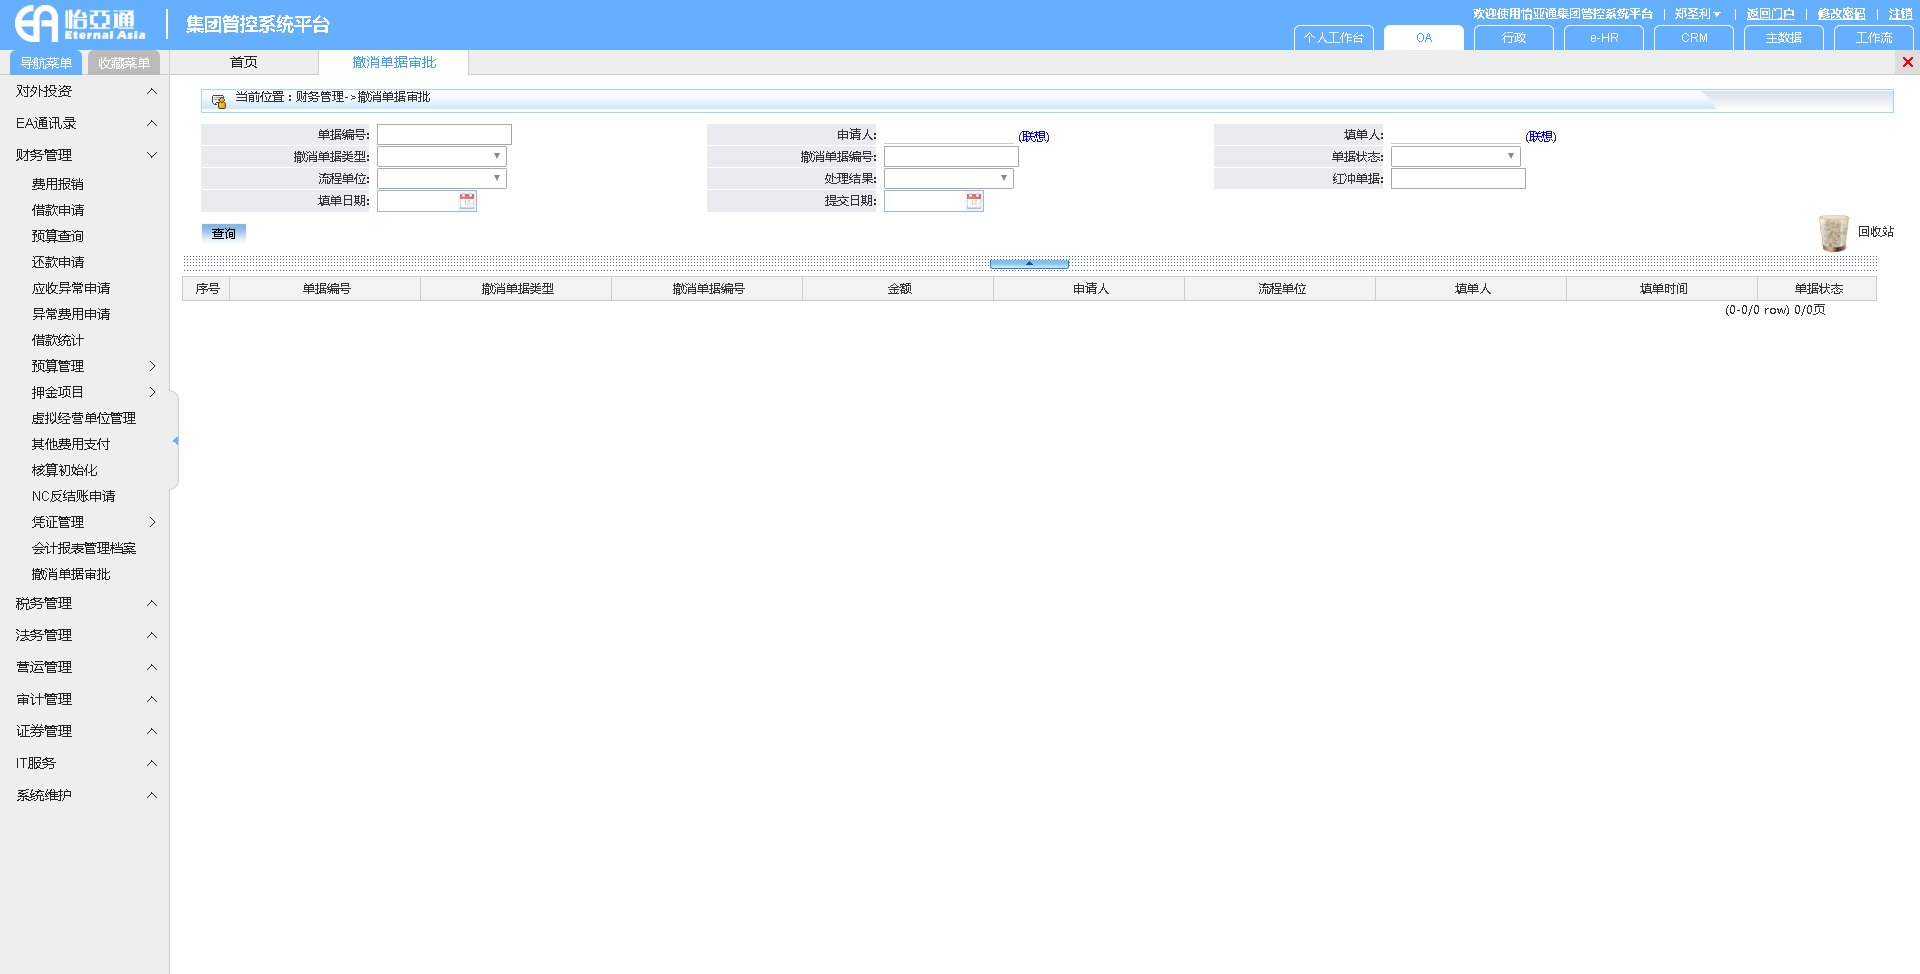 怡亞通
Eternal Asia
集团管控系统平台
欢迎使用怡亚通集团管控系统平台 | 郑圣利 | 返回门户 | 修改密码 | 注销
个人工作台 OA 行政 e-HR CRM 主数据 工作流
导航菜单 收藏菜单 首页 撤消单据审批
对外投资
EA通讯录
财务管理
费用报销
借款申请
预算查询
还款申请
应收异常申请
异常费用申请
借款统计
预算管理
押金项目
虚拟经营单位管理
其他费用支付
核算初始化
NC反结账申请
凭证管理
会计报表管理档案
撤消单据审批
税务管理
法务管理
营运管理
审计管理
证券管理
IT服务
系统维护
当前位置：财务管理->撤消单据审批
单据编号: 申请人: (联想) 填单人: (联想)
撤消单据类型: 撤消单据编号: 单据状态:
流程单位: 处理结果: 红冲单据:
填单日期: 提交日期:
查询
回收站
序号 单据编号 撤消单据类型 撤消单据编号 金额 申请人 流程单位 填单人 填单时间 单据状态
(0-0/0 row) 0/0页